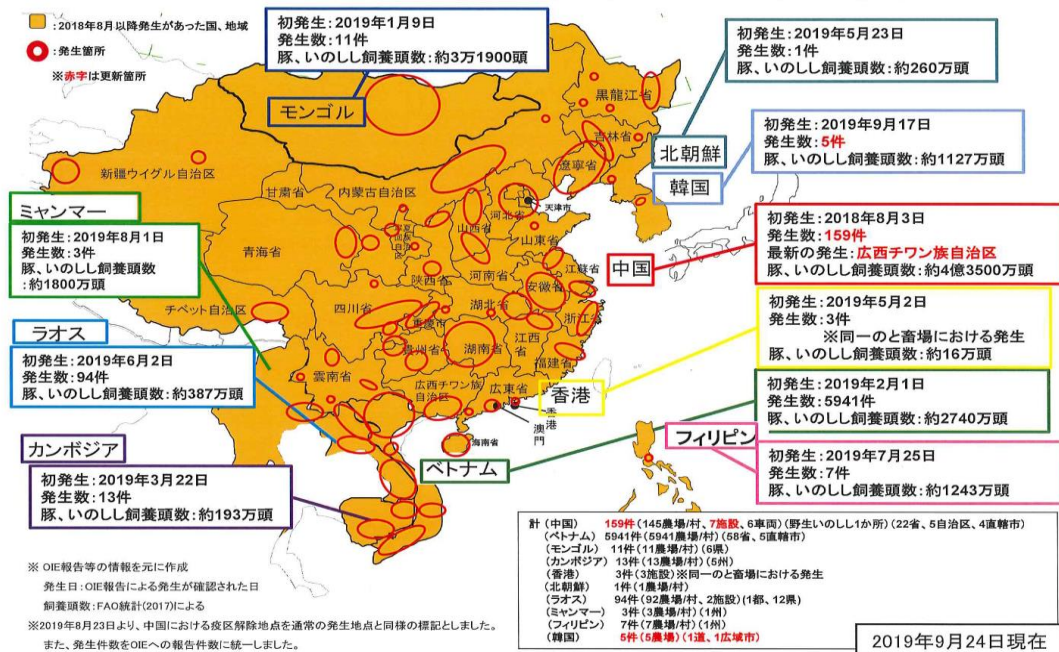 :2018年8月以降発生があった国、地域
:発生箇所
※赤字は更新箇所
初発生:2019年1月9日
発生数:11件
豚、いのしし飼養頭数:約3万1900頭
モンゴル
初発生:2019年5月23日
発生数:1件
豚、いのしし飼養頭数:約260万頭
北朝鮮
初発生:2019年9月17日
発生数:5件
豚、いのしし飼養頭数:約1127万頭
韓国
初発生:2018年8月3日
発生数:159件
最新の発生:広西チワン族自治区
豚、いのしし飼養頭数:約4億3500万頭
中国
初発生:2019年5月2日
発生数:3件
※同一のと畜場における発生
豚、いのしし飼養頭数:約16万頭
香港
初発生:2019年2月1日
発生数:5941件
豚、いのしし飼養頭数:約2740万頭
ベトナム
フィリピン
初発生:2019年7月25日
発生数:7件
豚、いのしし飼養頭数:約1243万頭
ミャンマー
初発生:2019年8月1日
発生数:3件
豚、いのしし飼養頭数
:約1800万頭
ラオス
初発生:2019年6月2日
発生数:94件
豚、いのしし飼養頭数:約387万頭
カンボジア
初発生:2019年3月22日
発生数:13件
豚、いのしし飼養頭数:約193万頭
黒龍江省
吉林省
遼寧省
新疆ウイグル自治区
甘粛省
内蒙古自治区
河北省
天津市
山西省
寧夏回族自治区
青海省
山東省
陝西省
河南省
江蘇省
安徽省
チベット自治区
四川省
重慶市
湖北省
浙江省
貴州省
湖南省
江西省
福建省
雲南省
広西チワン族
自治区
広東省
香港
澳門
海南省
※ OIE報告等の情報を元に作成
発生日:OIE報告による発生が確認された日
飼養頭数:FAO統計(2017)による
※2019年8月23日より、中国における疫区解除地点を通常の発生地点と同様の標記としました。
また、発生件数をOIEへの報告件数に統一しました。
計 (中国) 159件(145農場/村、7施設、6車両)(野生いのしし1か所)(22省、5自治区、4直轄市)
(ベトナム) 5941件(5941農場/村)(58省、5直轄市)
(モンゴル) 11件(11農場/村)(6県)
(カンボジア) 13件(13農場/村)(5州)
(香港) 3件(3施設)※同一のと畜場における発生
(北朝鮮) 1件(1農場/村)
(ラオス) 94件(92農場/村、2施設)(1都、12県)
(ミャンマー) 3件(3農場/村)(1州)
(フィリピン) 7件(7農場/村)(1州)
(韓国) 5件(5農場)(1道、1広域市)
2019年9月24日現在